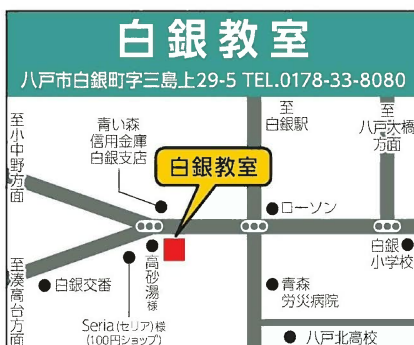 白銀教室
八戸市白銀町字三島上29-5 TEL.0178-33-8080
至小中野方面
青い森
信用金庫
白銀支店
至
白銀駅
至
八戸大橋
方面
白銀教室
ローソン
至湊高台方面
白銀交番
高砂湯様
白銀
小学校
青森
労災病院
Seria(セリア)様
(100円ショップ)
八戸北高校